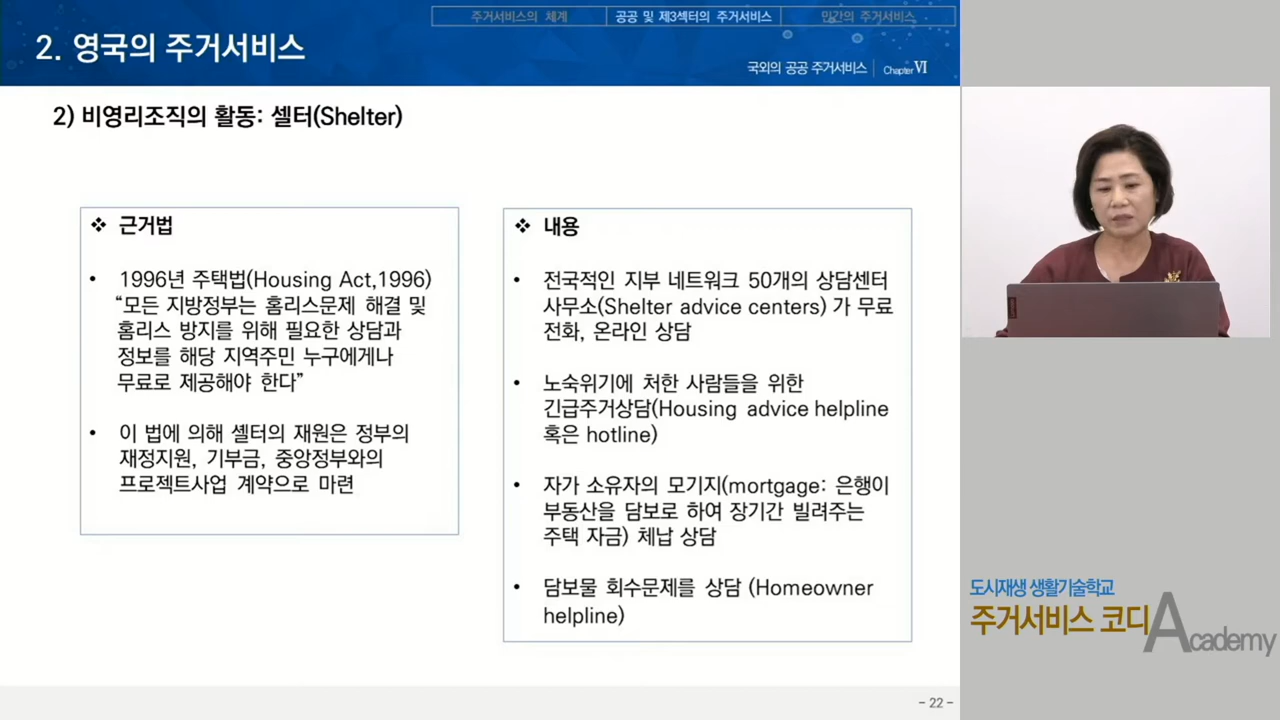 주거서비스의 체계
공공 및 제3섹터의 주거서비스
민간의 주거서비스
2. 영국의 주거서비스
국외의 공공 주거서비스 | Chapter Ⅵ
2) 비영리조직의 활동: 셸터(Shelter)
❖ 근거법
• 1996년 주택법(Housing Act,1996)
“모든 지방정부는 홈리스문제 해결 및
홈리스 방지를 위해 필요한 상담과
정보를 해당 지역주민 누구에게나
무료로 제공해야 한다”
• 이 법에 의해 셸터의 재원은 정부의
재정지원, 기부금, 중앙정부와의
프로젝트사업 계약으로 마련
❖ 내용
• 전국적인 지부 네트워크 50개의 상담센터
사무소(Shelter advice centers) 가 무료
전화, 온라인 상담
• 노숙위기에 처한 사람들을 위한
긴급주거상담(Housing advice helpline
혹은 hotline)
• 자가 소유자의 모기지(mortgage: 은행이
부동산을 담보로 하여 장기간 빌려주는
주택 자금) 체납 상담
• 담보물 회수문제를 상담 (Homeowner
helpline)
도시재생 생활기술학교
주거서비스 코디 Academy
- 22 -